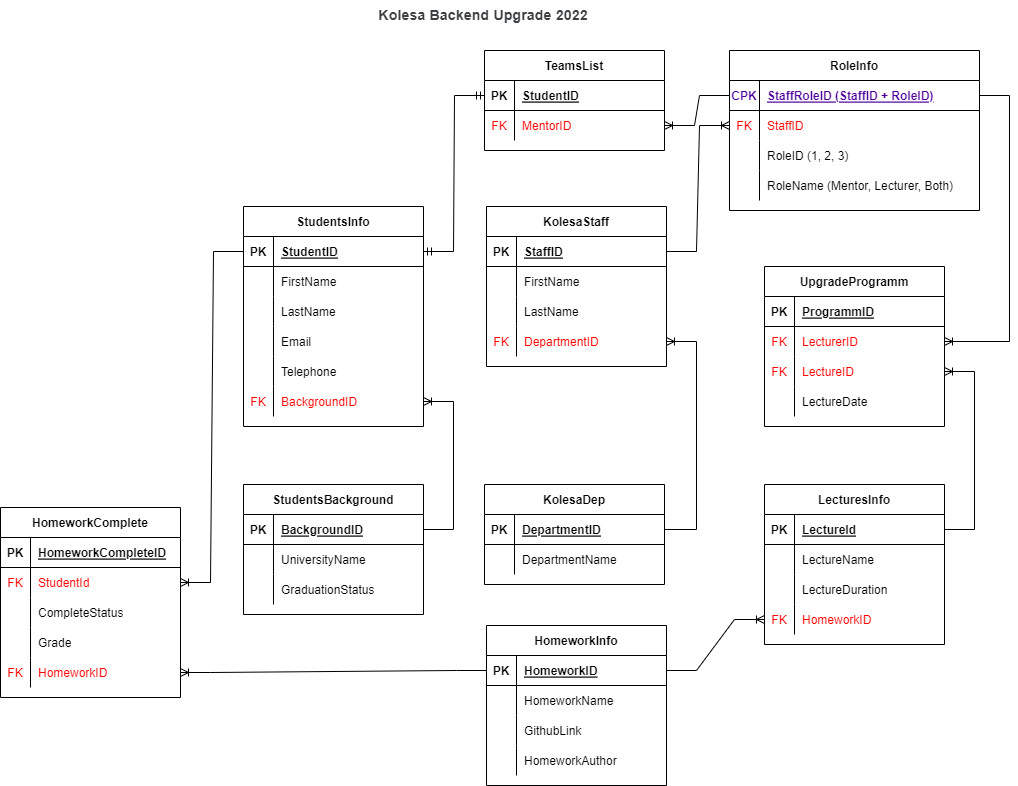 Kolesa Backend Upgrade 2022
TeamsList
PK StudentID
FK MentorID
RoleInfo
CPK StaffRoleID (StaffID + RoleID)
FK StaffID
RoleID (1, 2, 3)
RoleName (Mentor, Lecturer, Both)
StudentsInfo
PK StudentID
FirstName
LastName
Email
Telephone
FK BackgroundID
KolesaStaff
PK StaffID
FirstName
LastName
FK DepartmentID
UpgradeProgramm
PK ProgrammID
FK LecturerID
FK LectureID
LectureDate
StudentsBackground
PK BackgroundID
UniversityName
GraduationStatus
KolesaDep
PK DepartmentID
DepartmentName
LecturesInfo
PK LectureId
LectureName
LectureDuration
FK HomeworkID
HomeworkComplete
PK HomeworkCompleteID
FK StudentId
CompleteStatus
Grade
FK HomeworkID
HomeworkInfo
PK HomeworkID
HomeworkName
GithubLink
HomeworkAuthor